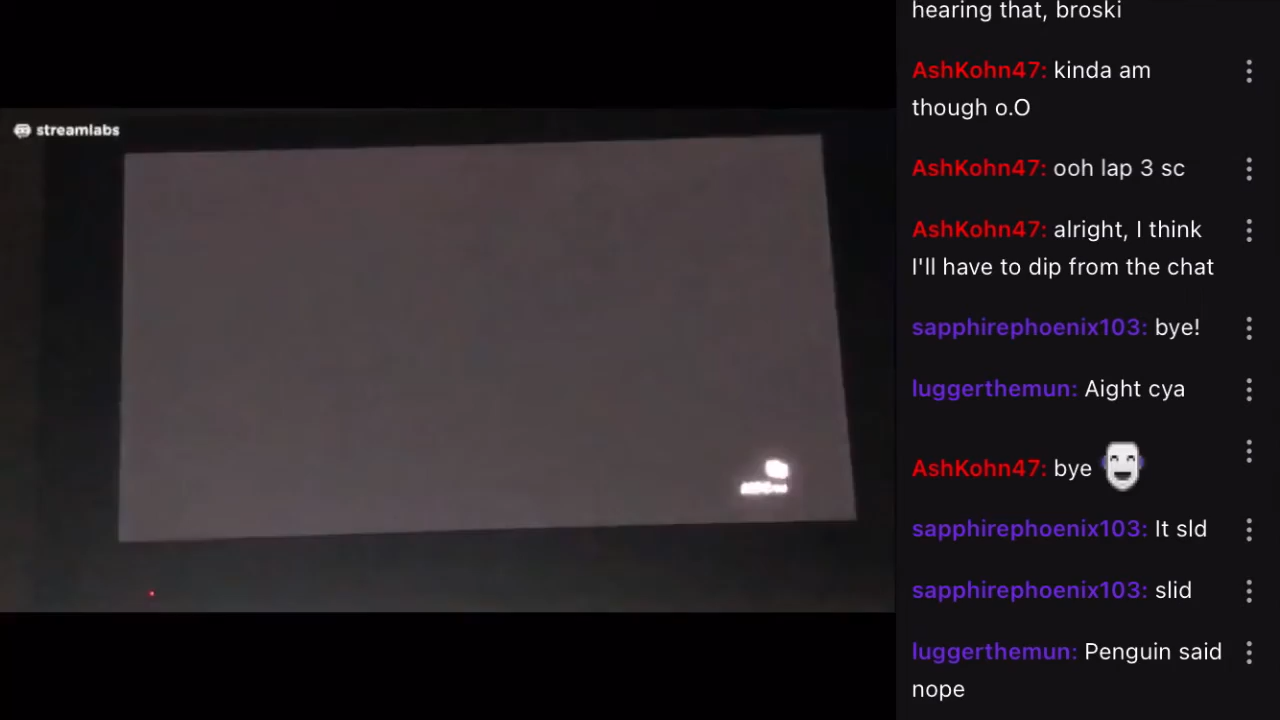 streamlabs
hearing that, broski
AshKohn47: kinda am
though o.O
AshKohn47: ooh lap 3 sc
AshKohn47: alright, I think
I'll have to dip from the chat
sapphirephoenix103: bye!
luggerthemun: Aight cya
AshKohn47: bye
sapphirephoenix103: It sld
sapphirephoenix103: slid
luggerthemun: Penguin said
nope